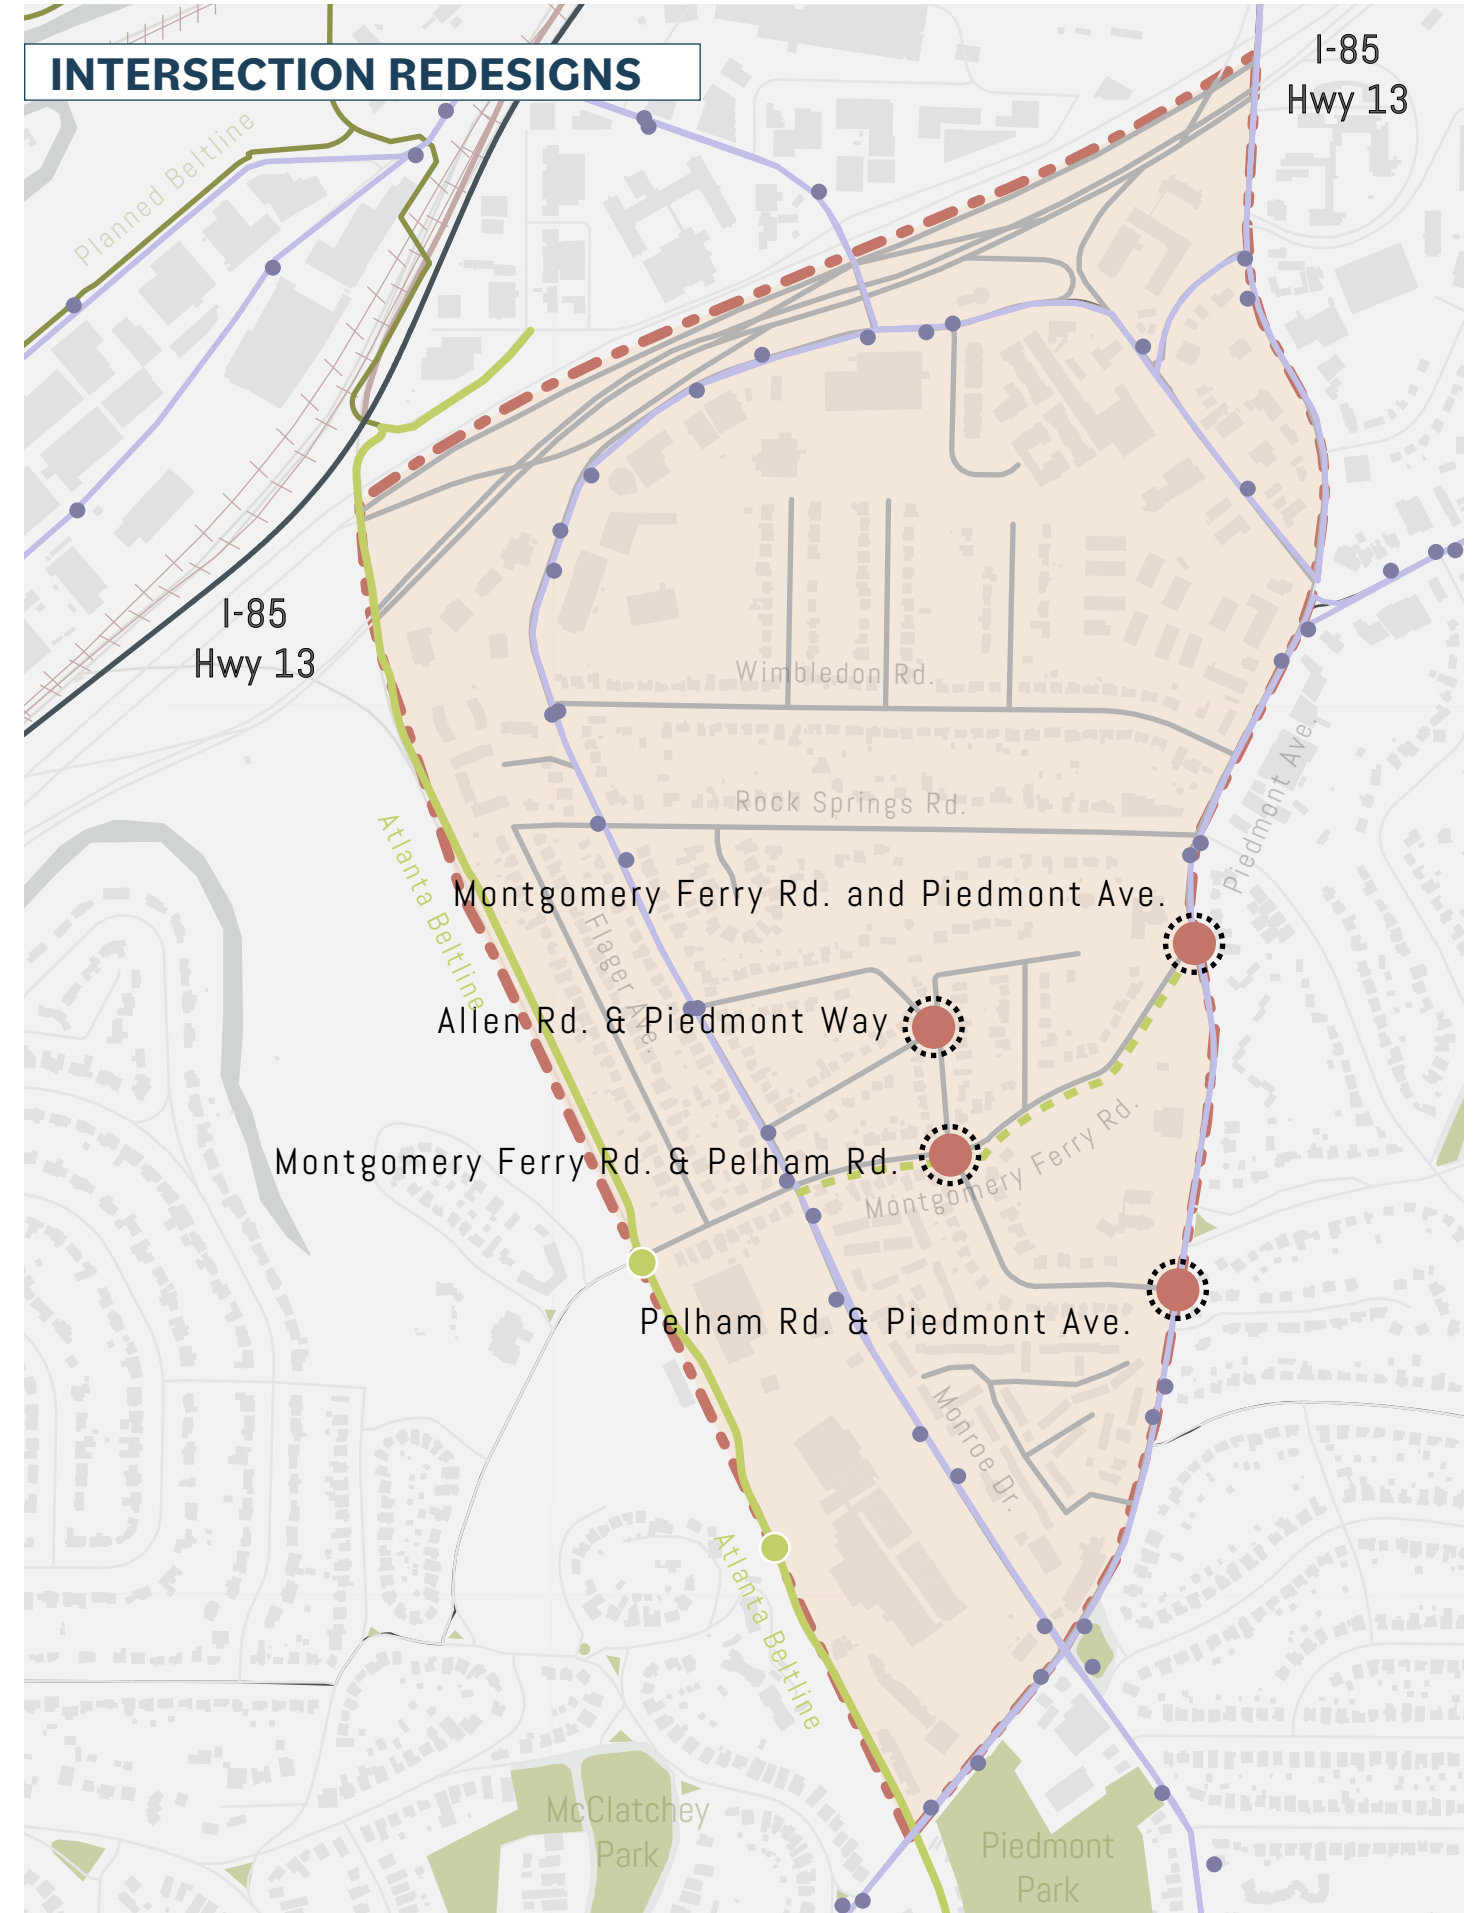 I-85
Hwy 13
INTERSECTION REDESIGNS
Planned Beltline
I-85
Hwy 13
Wimbledon Rd.
Rock Springs Rd.
Piedmont Ave.
Atlanta Beltline
Montgomery Ferry Rd. and Piedmont Ave.
Flager Ave.
Allen Rd. & Piedmont Way
Montgomery Ferry Rd. & Pelham Rd.
Montgomery Ferry Rd.
Pelham Rd. & Piedmont Ave.
Monroe Dr.
Atlanta Beltline
McClatchey
Park
Piedmont
Park